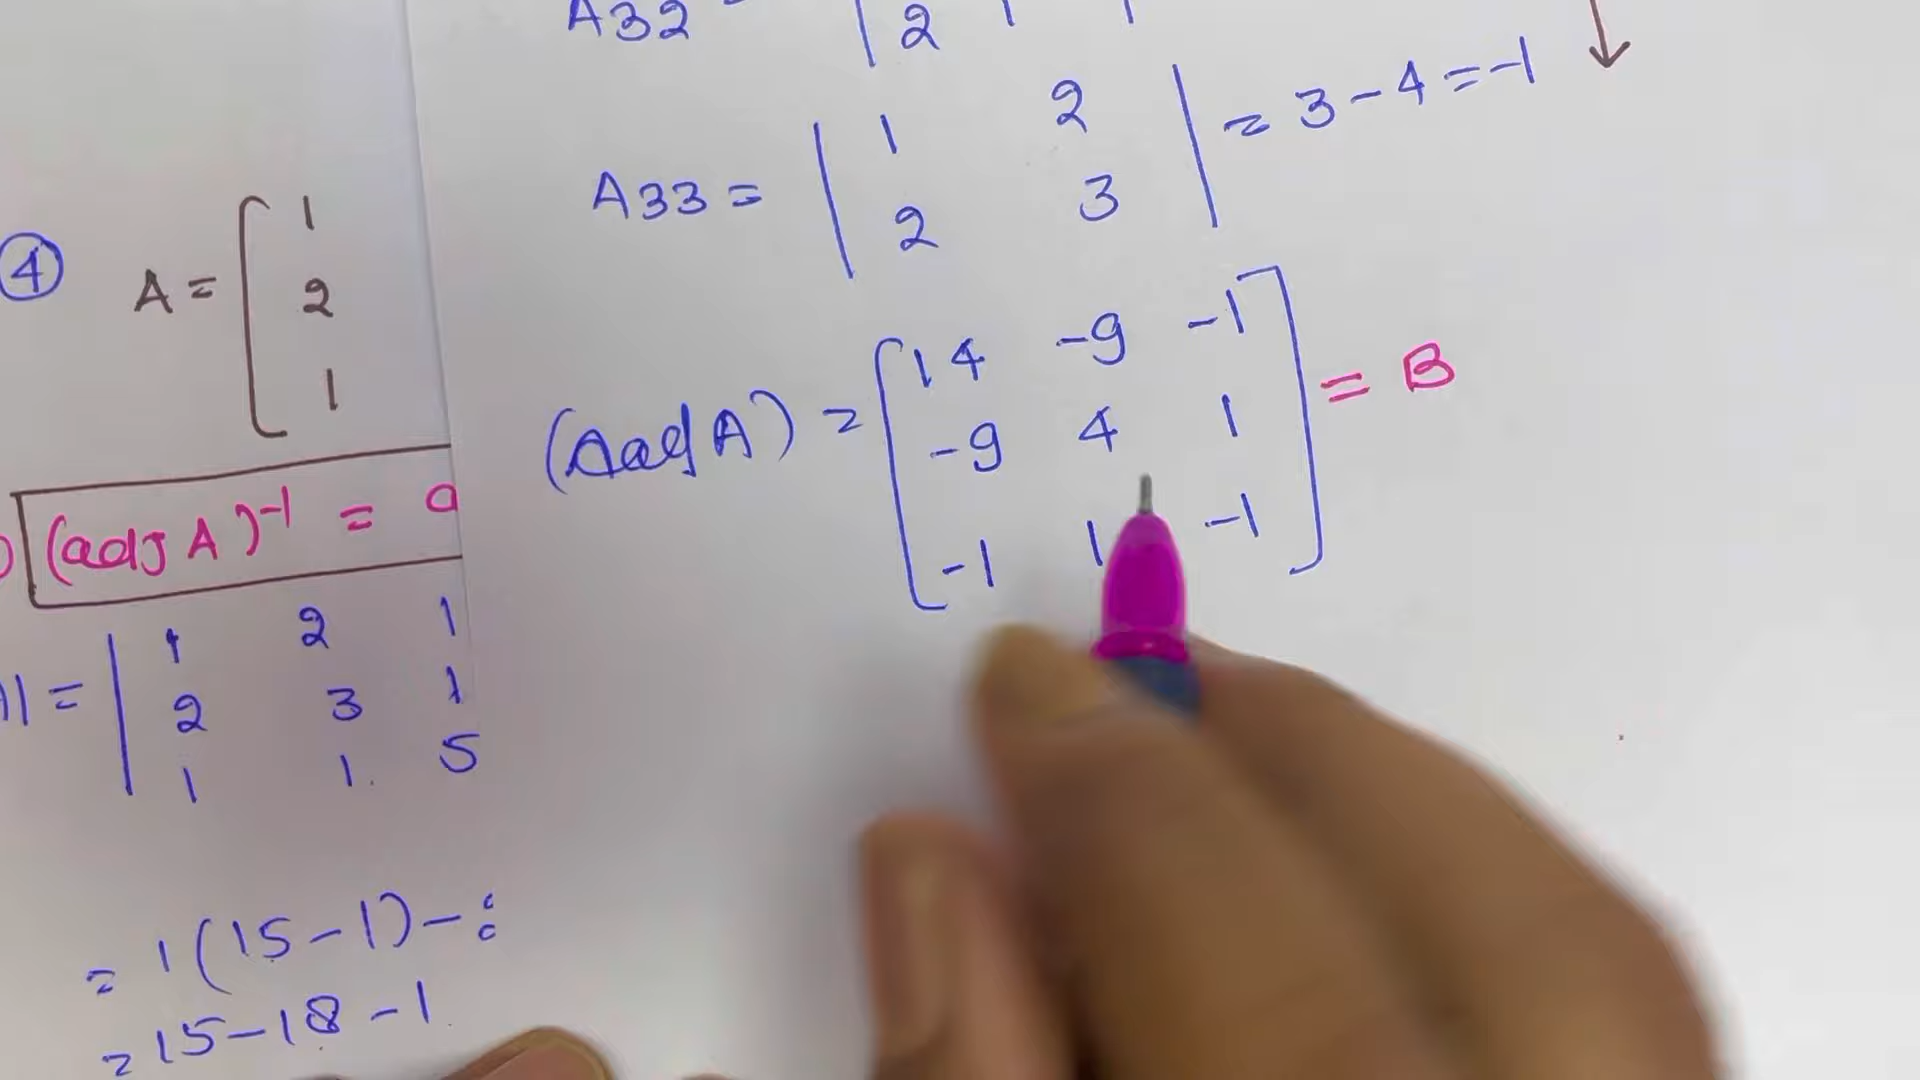 A32 - | 2
A33 = | 1 2 | = 3 - 4 = -1
2 3
④ A = [ 1
2
1
(AadJ A) = [ 14 -9 -1 ] = B
-9 4 1
-1 1 -1
(adJ A)⁻¹ =
| = | 1 2 1
2 3 1
1 1. 5
= 1(15-1)-
= 15-18-1